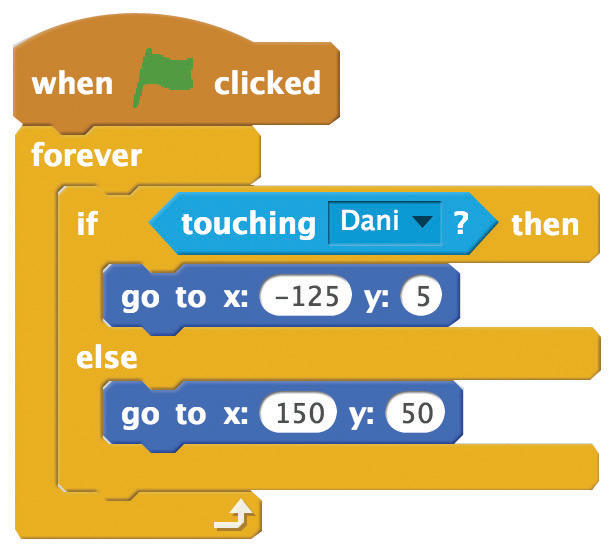 when clicked
forever
if touching Dani ? then
go to x: -125 y: 5
else
go to x: 150 y: 50